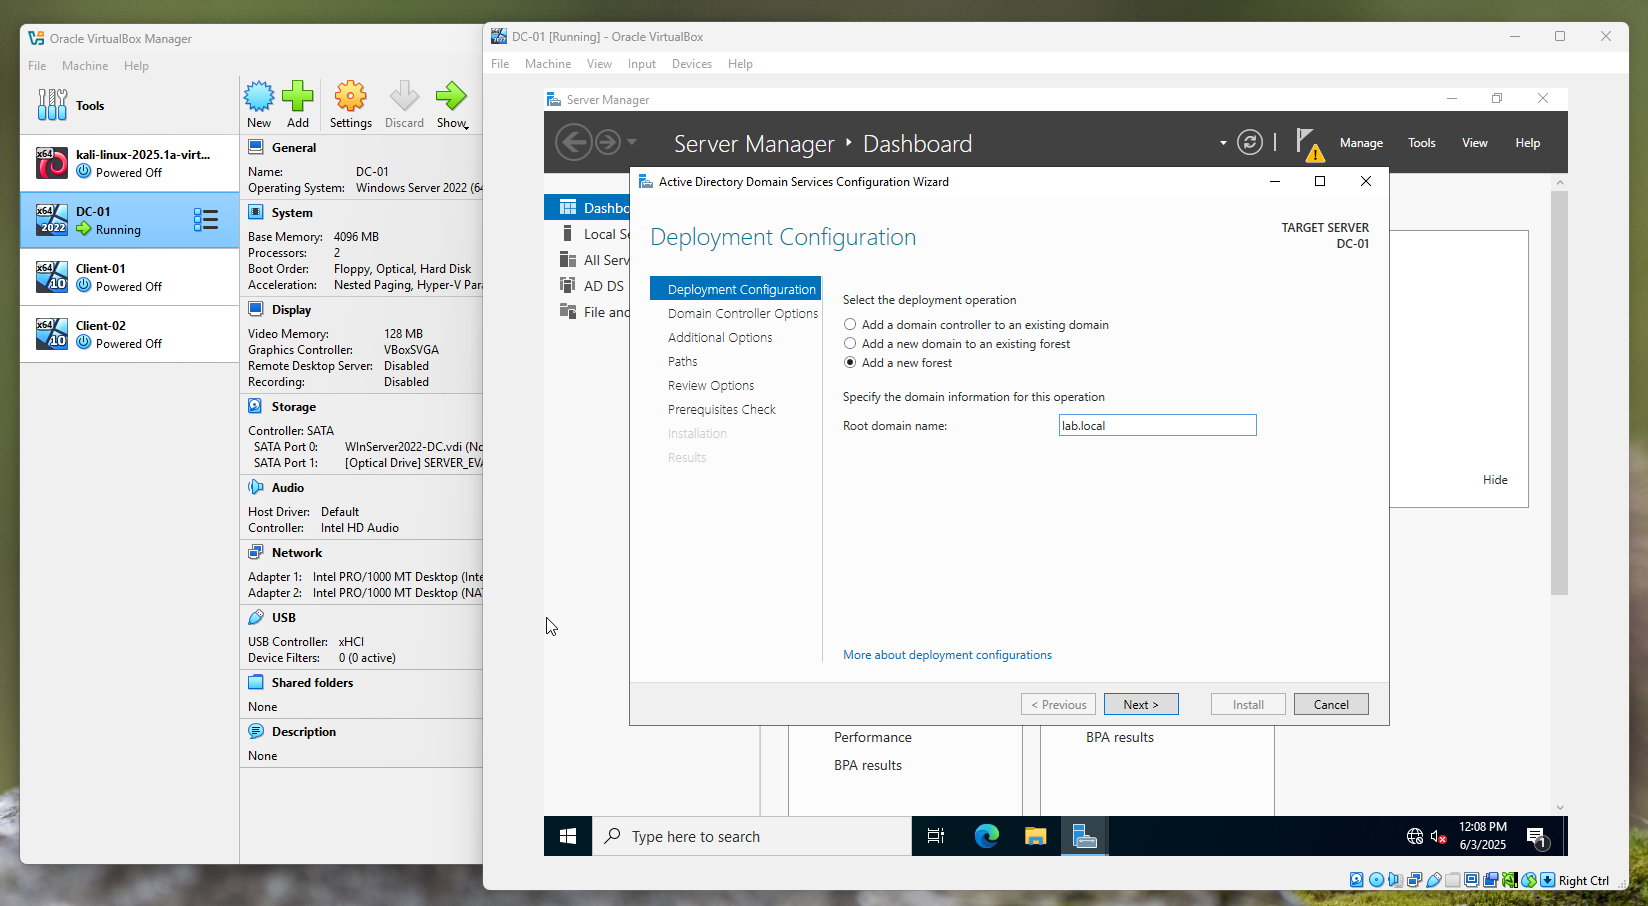 Oracle VirtualBox Manager
File Machine Help
Tools
New Add Settings Discard Show
kali-linux-2025.1a-virt...
Powered Off
DC-01
Running
Client-01
Powered Off
Client-02
Powered Off
General
Name: DC-01
Operating System: Windows Server 2022 (64
System
Base Memory: 4096 MB
Processors: 2
Boot Order: Floppy, Optical, Hard Disk
Acceleration: Nested Paging, Hyper-V Par
Display
Video Memory: 128 MB
Graphics Controller: VBoxSVGA
Remote Desktop Server: Disabled
Recording: Disabled
Storage
Controller: SATA
SATA Port 0: WInServer2022-DC.vdi (No
SATA Port 1: [Optical Drive] SERVER_EVA
Audio
Host Driver: Default
Controller: Intel HD Audio
Network
Adapter 1: Intel PRO/1000 MT Desktop (Inte
Adapter 2: Intel PRO/1000 MT Desktop (NA
USB
USB Controller: xHCI
Device Filters: 0 (0 active)
Shared folders
None
Description
None
DC-01 [Running] - Oracle VirtualBox
File Machine View Input Devices Help
Server Manager
Server Manager Dashboard
Manage Tools View Help
Dashbo
Local Se
All Serv
AD DS
File and
Active Directory Domain Services Configuration Wizard
Deployment Configuration
TARGET SERVER
DC-01
Deployment Configuration
Domain Controller Options
Additional Options
Paths
Review Options
Prerequisites Check
Installation
Results
Select the deployment operation
Add a domain controller to an existing domain
Add a new domain to an existing forest
Add a new forest
Specify the domain information for this operation
Root domain name: lab.local
More about deployment configurations
< Previous Next > Install Cancel
Hide
Performance
BPA results
BPA results
Type here to search
12:08 PM
6/3/2025
1
Right Ctrl